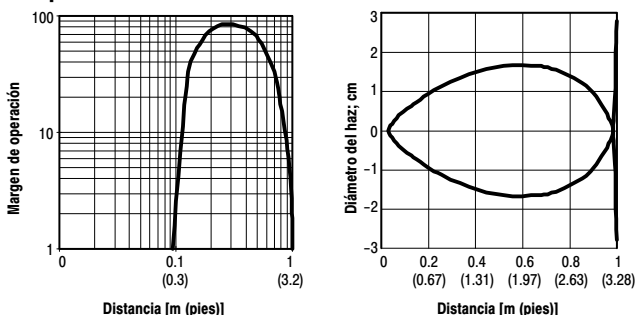 100
10
1
Margen de operación
0 0.1 1
(0.3) (3.2)
Distancia [m (pies)]
3
2
1
0
-1
-2
-3
Diámetro del haz; cm
0 0.2 0.4 0.6 0.8 1
(0.67) (1.31) (1.97) (2.63) (3.28)
Distancia [m (pies)]